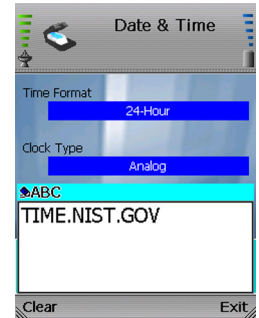 Date & Time
Time Format
24-Hour
Clock Type
Analog
ABC
TIME.NIST.GOV
Clear
Exit